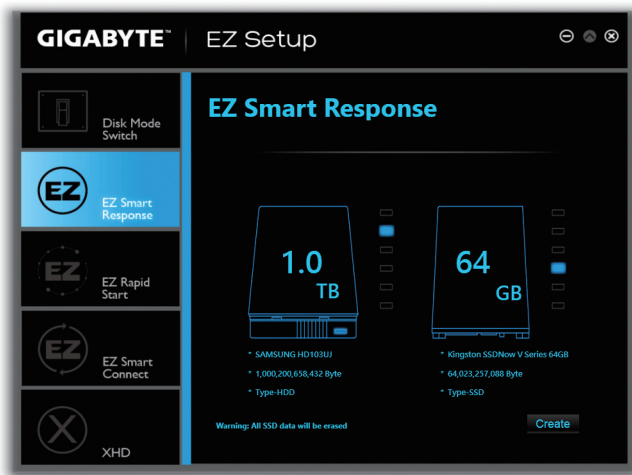 GIGABYTE™ EZ Setup
Disk Mode
Switch
EZ
EZ Smart
Response
EZ
EZ Rapid
Start
EZ
EZ Smart
Connect
X
XHD
EZ Smart Response
1.0
TB
64
GB
* SAMSUNG HD103UJ
* 1,000,200,658,432 Byte
* Type-HDD
* Kingston SSDNow V Series 64GB
* 64,023,257,088 Byte
* Type-SSD
Warning: All SSD data will be erased
Create